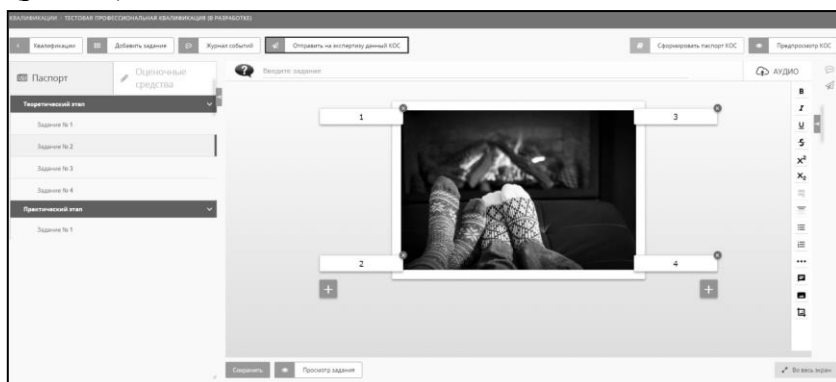 КВАЛИФИКАЦИИ / ТЕСТОВАЯ ПРОФЕССИОНАЛЬНАЯ КВАЛИФИКАЦИЯ (В РАЗРАБОТКЕ)
Квалификации Добавить задание Журнал событий Отправить на экспертизу данный КОС Сформировать паспорт КОС Предпросмотр КОС
Паспорт
Оценочные
средства
Введите задание
АУДИО
Теоретический этап
Задание № 1
Задание № 2
Задание № 3
Задание № 4
Практический этап
Задание № 1
1 3
2 4
B
I
U
S
X²
X₂
Сохранить Просмотр задания Во весь экран